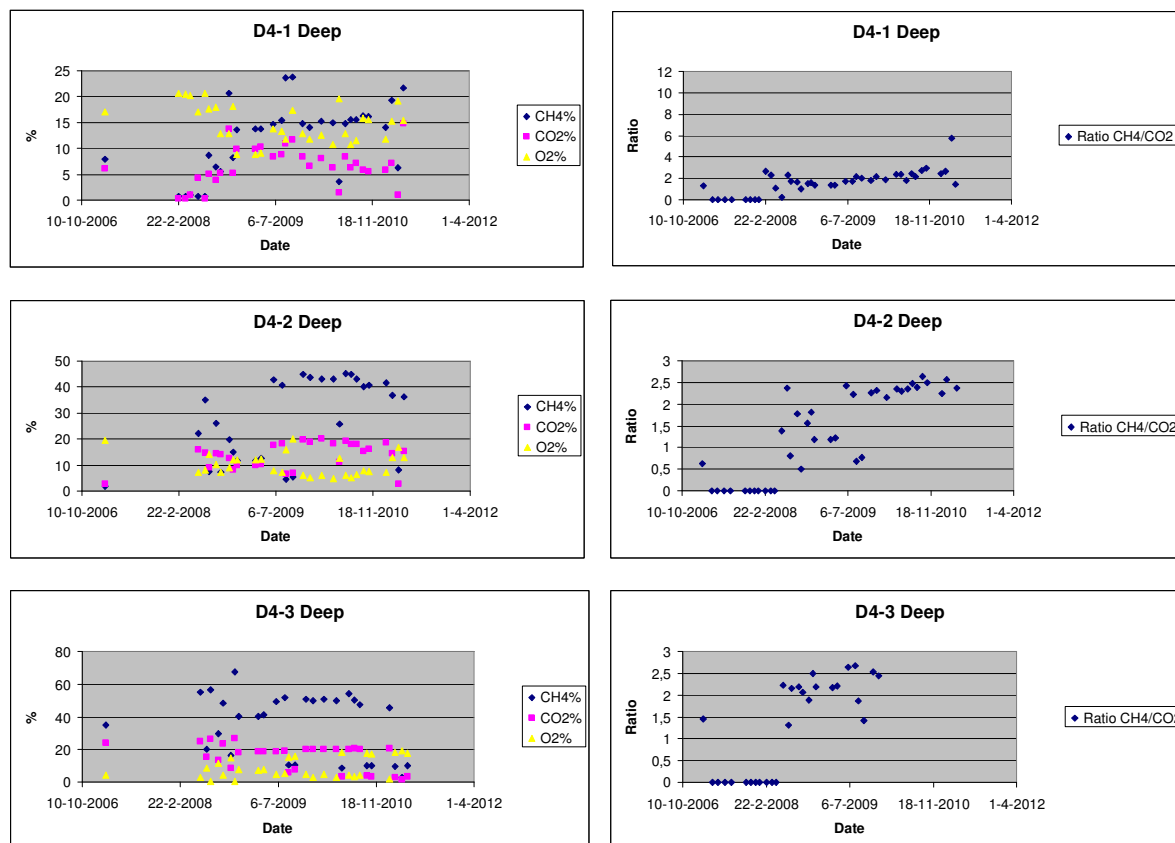 D4-1 Deep
25
20
15
10
5
0
%
10-10-2006 22-2-2008 6-7-2009 18-11-2010 1-4-2012
Date
CH4%
CO2%
O2%
D4-1 Deep
12
10
8
6
4
2
0
Ratio
10-10-2006 22-2-2008 6-7-2009 18-11-2010 1-4-2012
Date
Ratio CH4/CO2
D4-2 Deep
50
40
30
20
10
0
%
10-10-2006 22-2-2008 6-7-2009 18-11-2010 1-4-2012
Date
CH4%
CO2%
O2%
D4-2 Deep
3
2,5
2
1,5
1
0,5
0
Ratio
10-10-2006 22-2-2008 6-7-2009 18-11-2010 1-4-2012
Date
Ratio CH4/CO2
D4-3 Deep
80
60
40
20
0
%
10-10-2006 22-2-2008 6-7-2009 18-11-2010 1-4-2012
Date
CH4%
CO2%
O2%
D4-3 Deep
3
2,5
2
1,5
1
0,5
0
Ratio
10-10-2006 22-2-2008 6-7-2009 18-11-2010 1-4-2012
Date
Ratio CH4/CO2